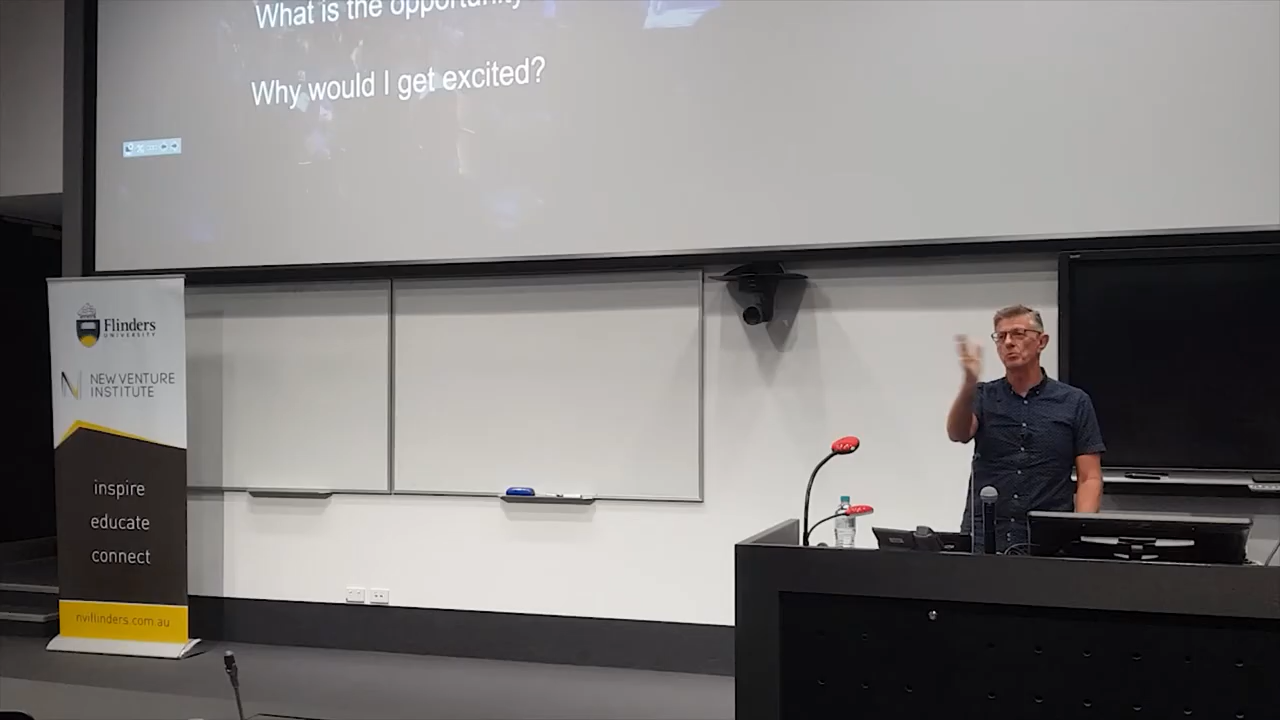 What is the opportunity
Why would I get excited?
Flinders
UNIVERSITY
NEW VENTURE
INSTITUTE
inspire
educate
connect
nviflinders.com.au